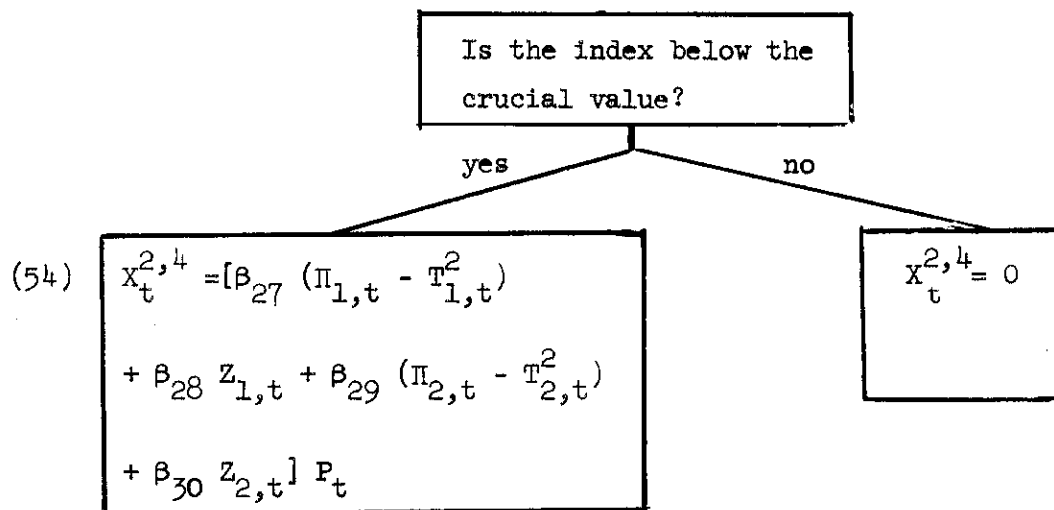 Is the index below the
crucial value?
yes no
(54) X_t^{2,4} =[β_27 (Π_{1,t} - T_{1,t}^2)
X_t^{2,4} = 0
+ β_28 Z_{1,t} + β_29 (Π_{2,t} - T_{2,t}^2)
+ β_30 Z_{2,t}] P_t